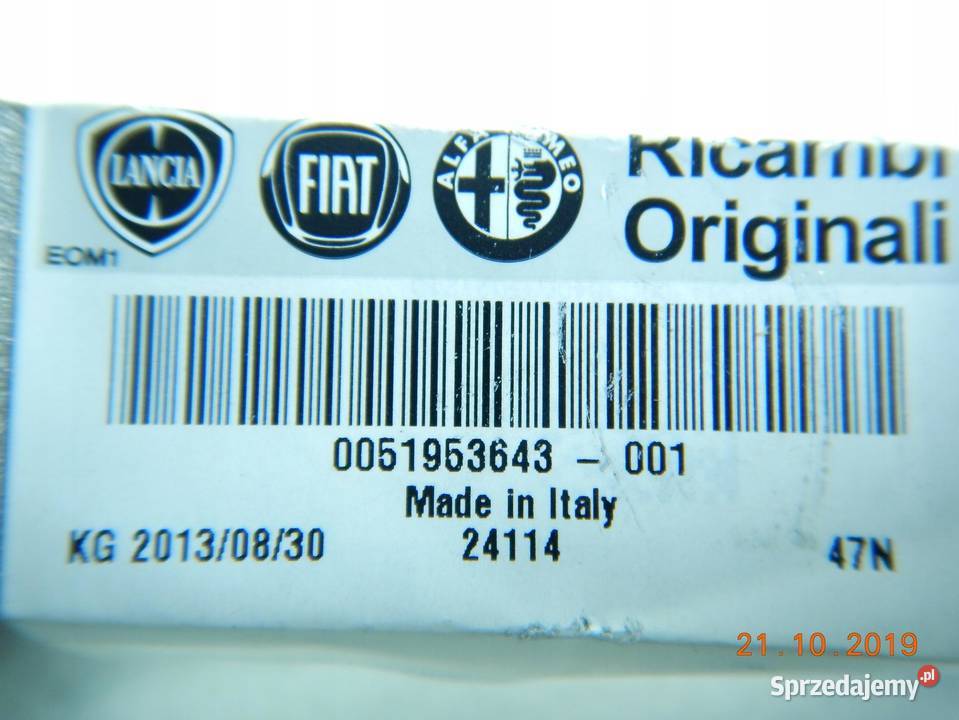 LANCIA
FIAT
ALFA ROMEO
Ricambi
Originali
EOM1
0051953643 - 001
Made in Italy
KG 2013/08/30 24114 47N
21.10.2019
Sprzedajemy.pl